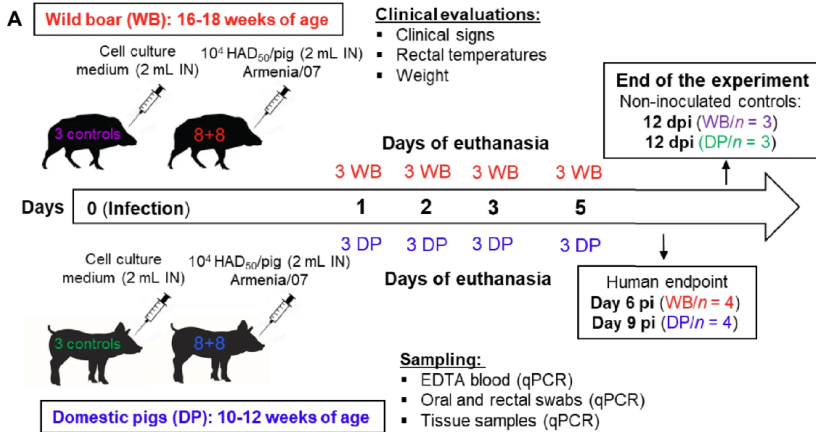 A
Wild boar (WB): 16-18 weeks of age
Clinical evaluations:
▪ Clinical signs
▪ Rectal temperatures
▪ Weight
Cell culture
medium (2 mL IN)
10⁴ HAD₅₀/pig (2 mL IN)
Armenia/07
3 controls
8+8
End of the experiment
Non-inoculated controls:
12 dpi (WB/n = 3)
12 dpi (DP/n = 3)
Days of euthanasia
3 WB 3 WB 3 WB 3 WB
Days 0 (Infection) 1 2 3 5
3 DP 3 DP 3 DP 3 DP
Days of euthanasia
Human endpoint
Day 6 pi (WB/n = 4)
Day 9 pi (DP/n = 4)
Cell culture
medium (2 mL IN)
10⁴ HAD₅₀/pig (2 mL IN)
Armenia/07
3 controls
8+8
Sampling:
▪ EDTA blood (qPCR)
▪ Oral and rectal swabs (qPCR)
▪ Tissue samples (qPCR)
Domestic pigs (DP): 10-12 weeks of age